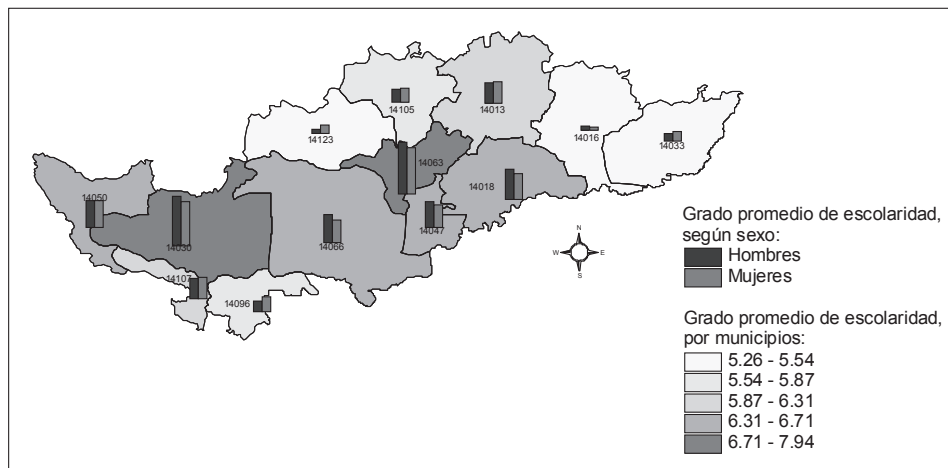 14105
14013
14123
14016
14033
14063
14018
14050
14047
14066
14030
14107
14096
N
W
E
S
Grado promedio de escolaridad,
según sexo:
Hombres
Mujeres
Grado promedio de escolaridad,
por municipios:
5.26 - 5.54
5.54 - 5.87
5.87 - 6.31
6.31 - 6.71
6.71 - 7.94